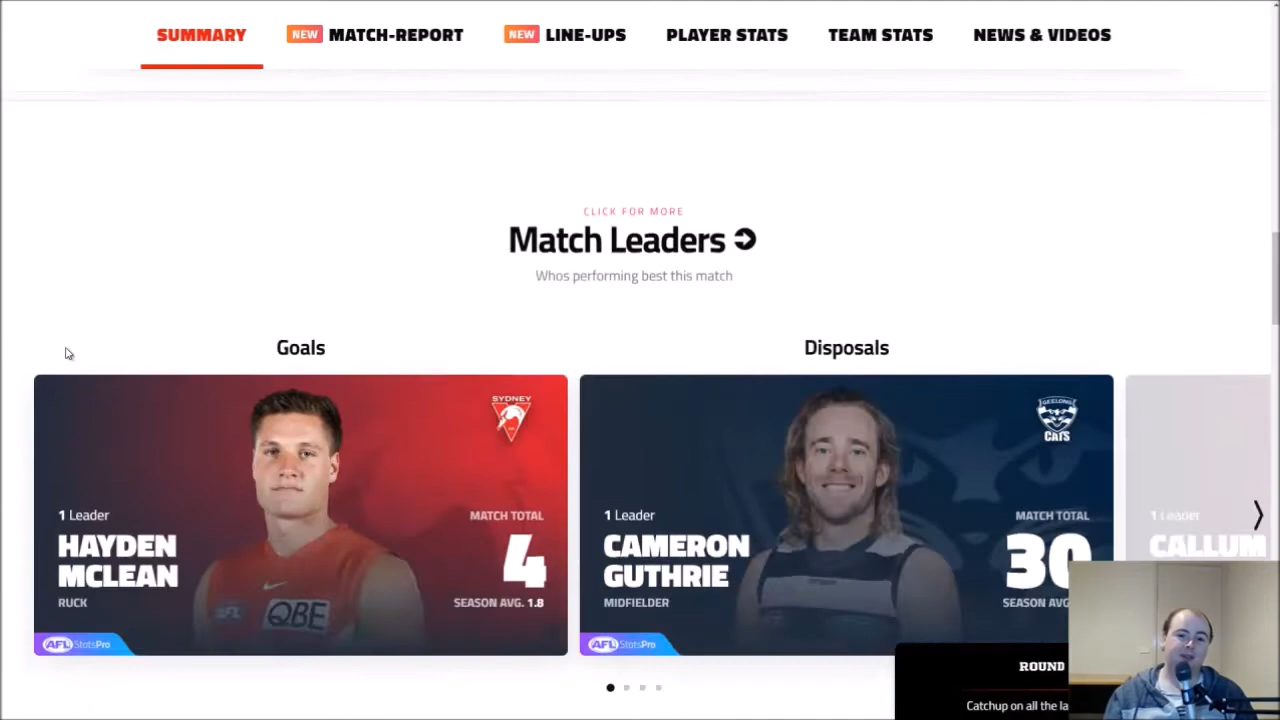 SUMMARY
NEW MATCH-REPORT
NEW LINE-UPS
PLAYER STATS
TEAM STATS
NEWS & VIDEOS
CLICK FOR MORE
Match Leaders
Whos performing best this match
Goals
SYDNEY
1 Leader
HAYDEN
MCLEAN
RUCK
MATCH TOTAL
4
SEASON AVG. 1.8
QBE
AFL StatsPro
Disposals
GEELONG
CATS
1 Leader
CAMERON
GUTHRIE
MIDFIELDER
MATCH TOTAL
30
SEASON AVG
AFL StatsPro
1 Leader
CALLUM
ROUND
Catchup on all the la